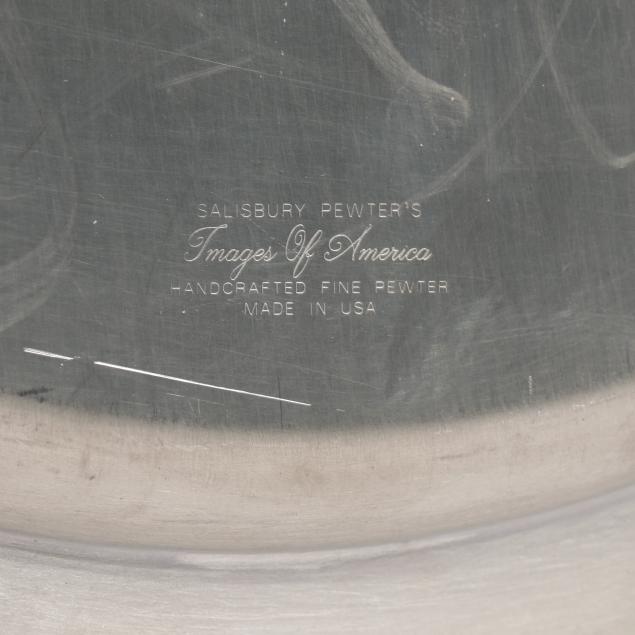 SALISBURY PEWTER'S
Images Of America
HANDCRAFTED FINE PEWTER
MADE IN USA